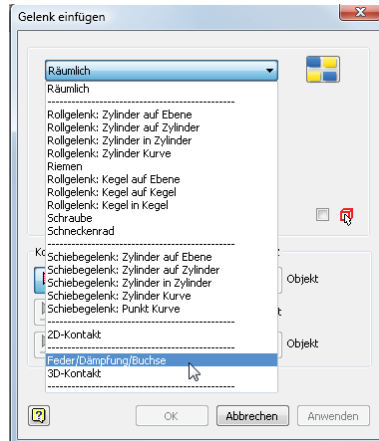 Gelenk einfügen
Räumlich
Räumlich
Rollgelenk: Zylinder auf Ebene
Rollgelenk: Zylinder auf Zylinder
Rollgelenk: Zylinder in Zylinder
Rollgelenk: Zylinder Kurve
Riemen
Rollgelenk: Kegel auf Ebene
Rollgelenk: Kegel auf Kegel
Rollgelenk: Kegel in Kegel
Schraube
Schneckenrad
Schiebegelenk: Zylinder auf Ebene
Schiebegelenk: Zylinder auf Zylinder
Schiebegelenk: Zylinder in Zylinder
Objekt
Schiebegelenk: Zylinder Kurve
Schiebegelenk: Punkt Kurve
2D-Kontakt
Objekt
Feder/Dämpfung/Buchse
3D-Kontakt
OK Abbrechen Anwenden